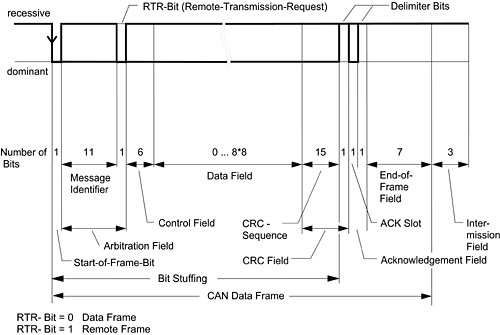 recessive
RTR-Bit (Remote-Transmission-Request)
Delimiter Bits
dominant
Number of
Bits
1 11 1 6 0 ... 8*8 15 1 1 1 7 3
Message
Identifier
Data Field
End-of-
Frame
Field
Control Field
CRC -
Sequence
ACK Slot
Inter-
mission
Field
Arbitration Field
Start-of-Frame-Bit
CRC Field
Acknowledgement Field
Bit Stuffing
CAN Data Frame
RTR- Bit = 0 Data Frame
RTR- Bit = 1 Remote Frame